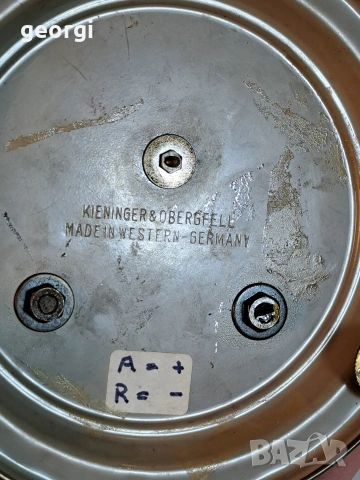 georgi
KIENINGER & OBERGFELL
MADE IN WESTERN-GERMANY
A = +
R = -
BAZAR